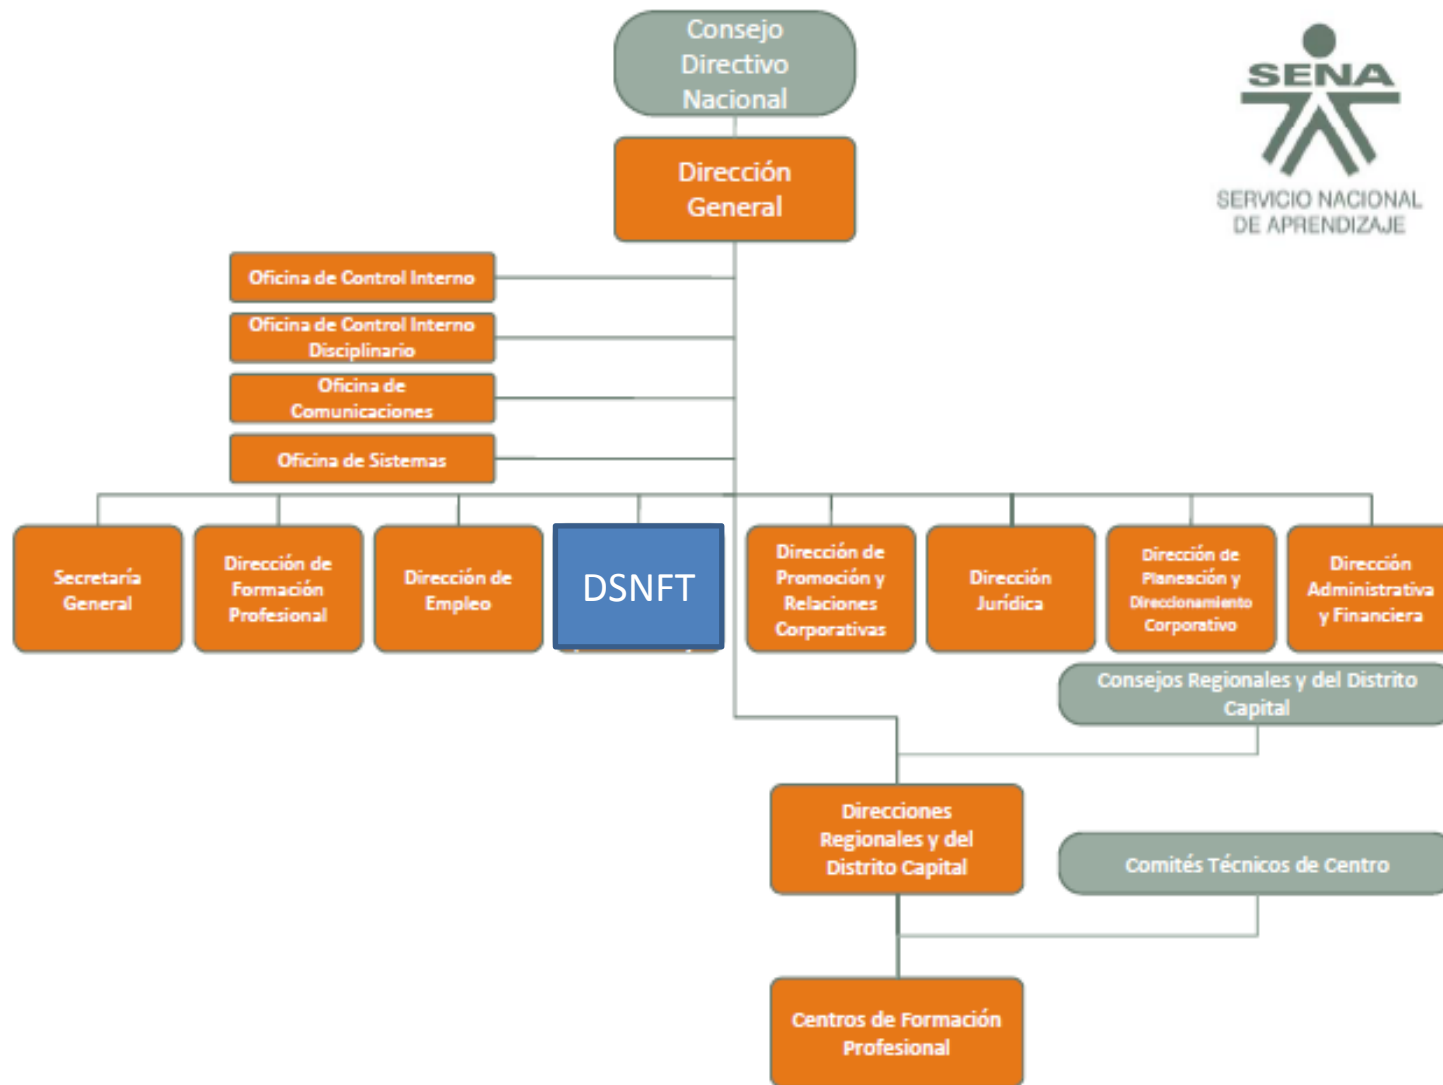 Consejo
Directivo
Nacional
SENA
SERVICIO NACIONAL
DE APRENDIZAJE
Dirección
General
Oficina de Control Interno
Oficina de Control Interno
Disciplinario
Oficina de
Comunicaciones
Oficina de Sistemas
Secretaría
General
Dirección de
Formación
Profesional
Dirección de
Empleo
DSNFT
Dirección de
Promoción y
Relaciones
Corporativas
Dirección
Jurídica
Dirección de
Planeación y
Direccionamiento
Corporativo
Dirección
Administrativa
y Financiera
Consejos Regionales y del Distrito
Capital
Direcciones
Regionales y del
Distrito Capital
Comités Técnicos de Centro
Centros de Formación
Profesional